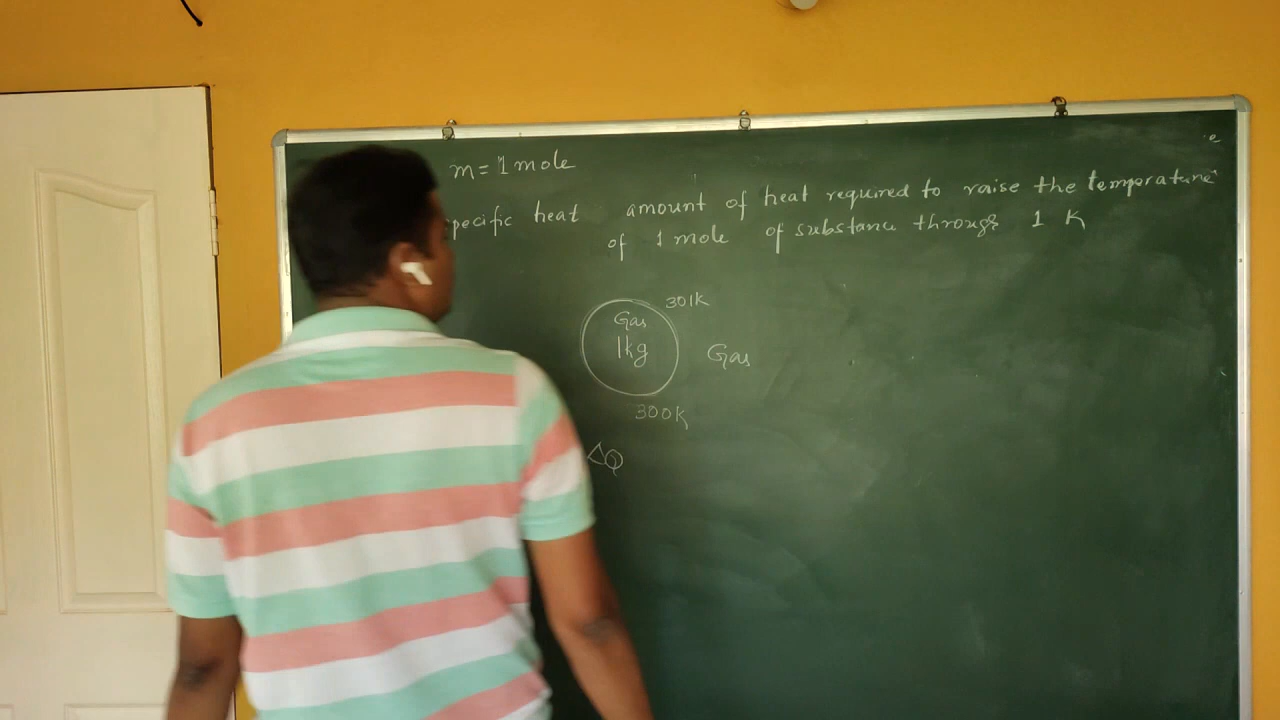 m = 1 mole
pecific heat amount of heat required to raise the temperature
of 1 mole of substance through 1 K
301K
Gas
1kg
Gas
300K
ΔQ